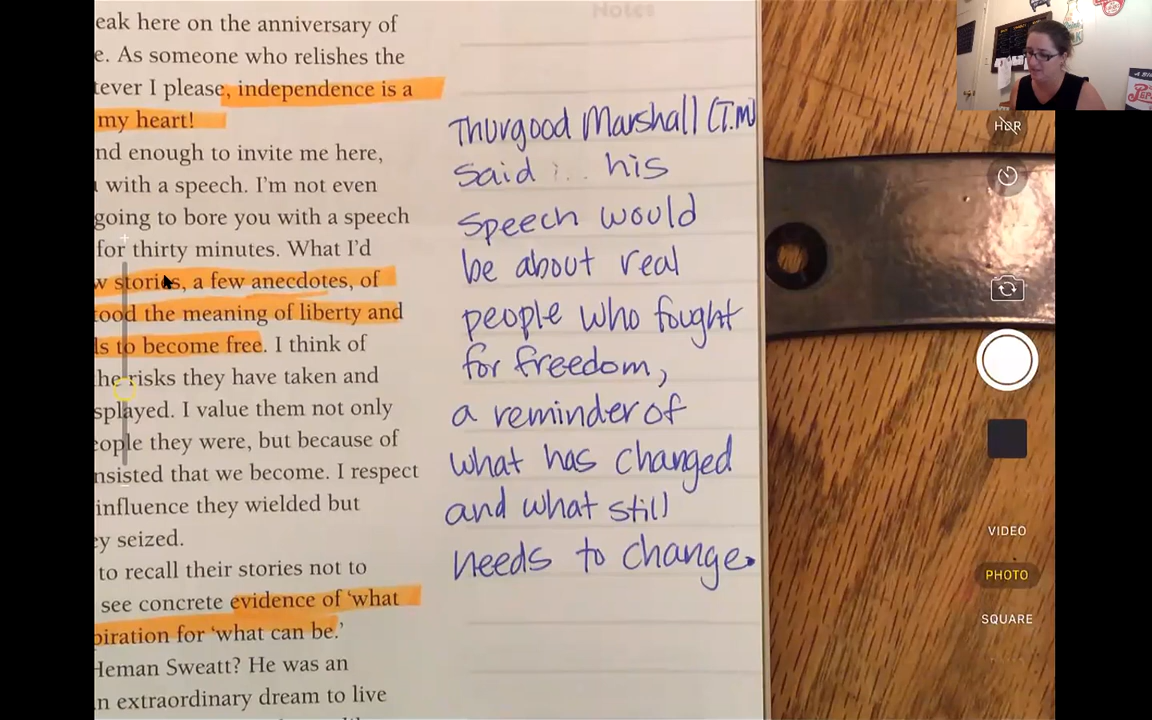 Notes
eak here on the anniversary of
e. As someone who relishes the
tever I please, independence is a
my heart!
nd enough to invite me here,
with a speech. I'm not even
going to bore you with a speech
for thirty minutes. What I'd
w stories, a few anecdotes, of
ood the meaning of liberty and
ls to become free. I think of
he risks they have taken and
splayed. I value them not only
eople they were, but because of
nsisted that we become. I respect
influence they wielded but
ey seized.
to recall their stories not to
see concrete evidence of 'what
piration for 'what can be.'
Heman Sweatt? He was an
n extraordinary dream to live
Thurgood Marshall (T.M)
said his
speech would
be about real
people who fought
for freedom,
a reminder of
what has changed
and what still
needs to change.
HDR
VIDEO
PHOTO
SQUARE